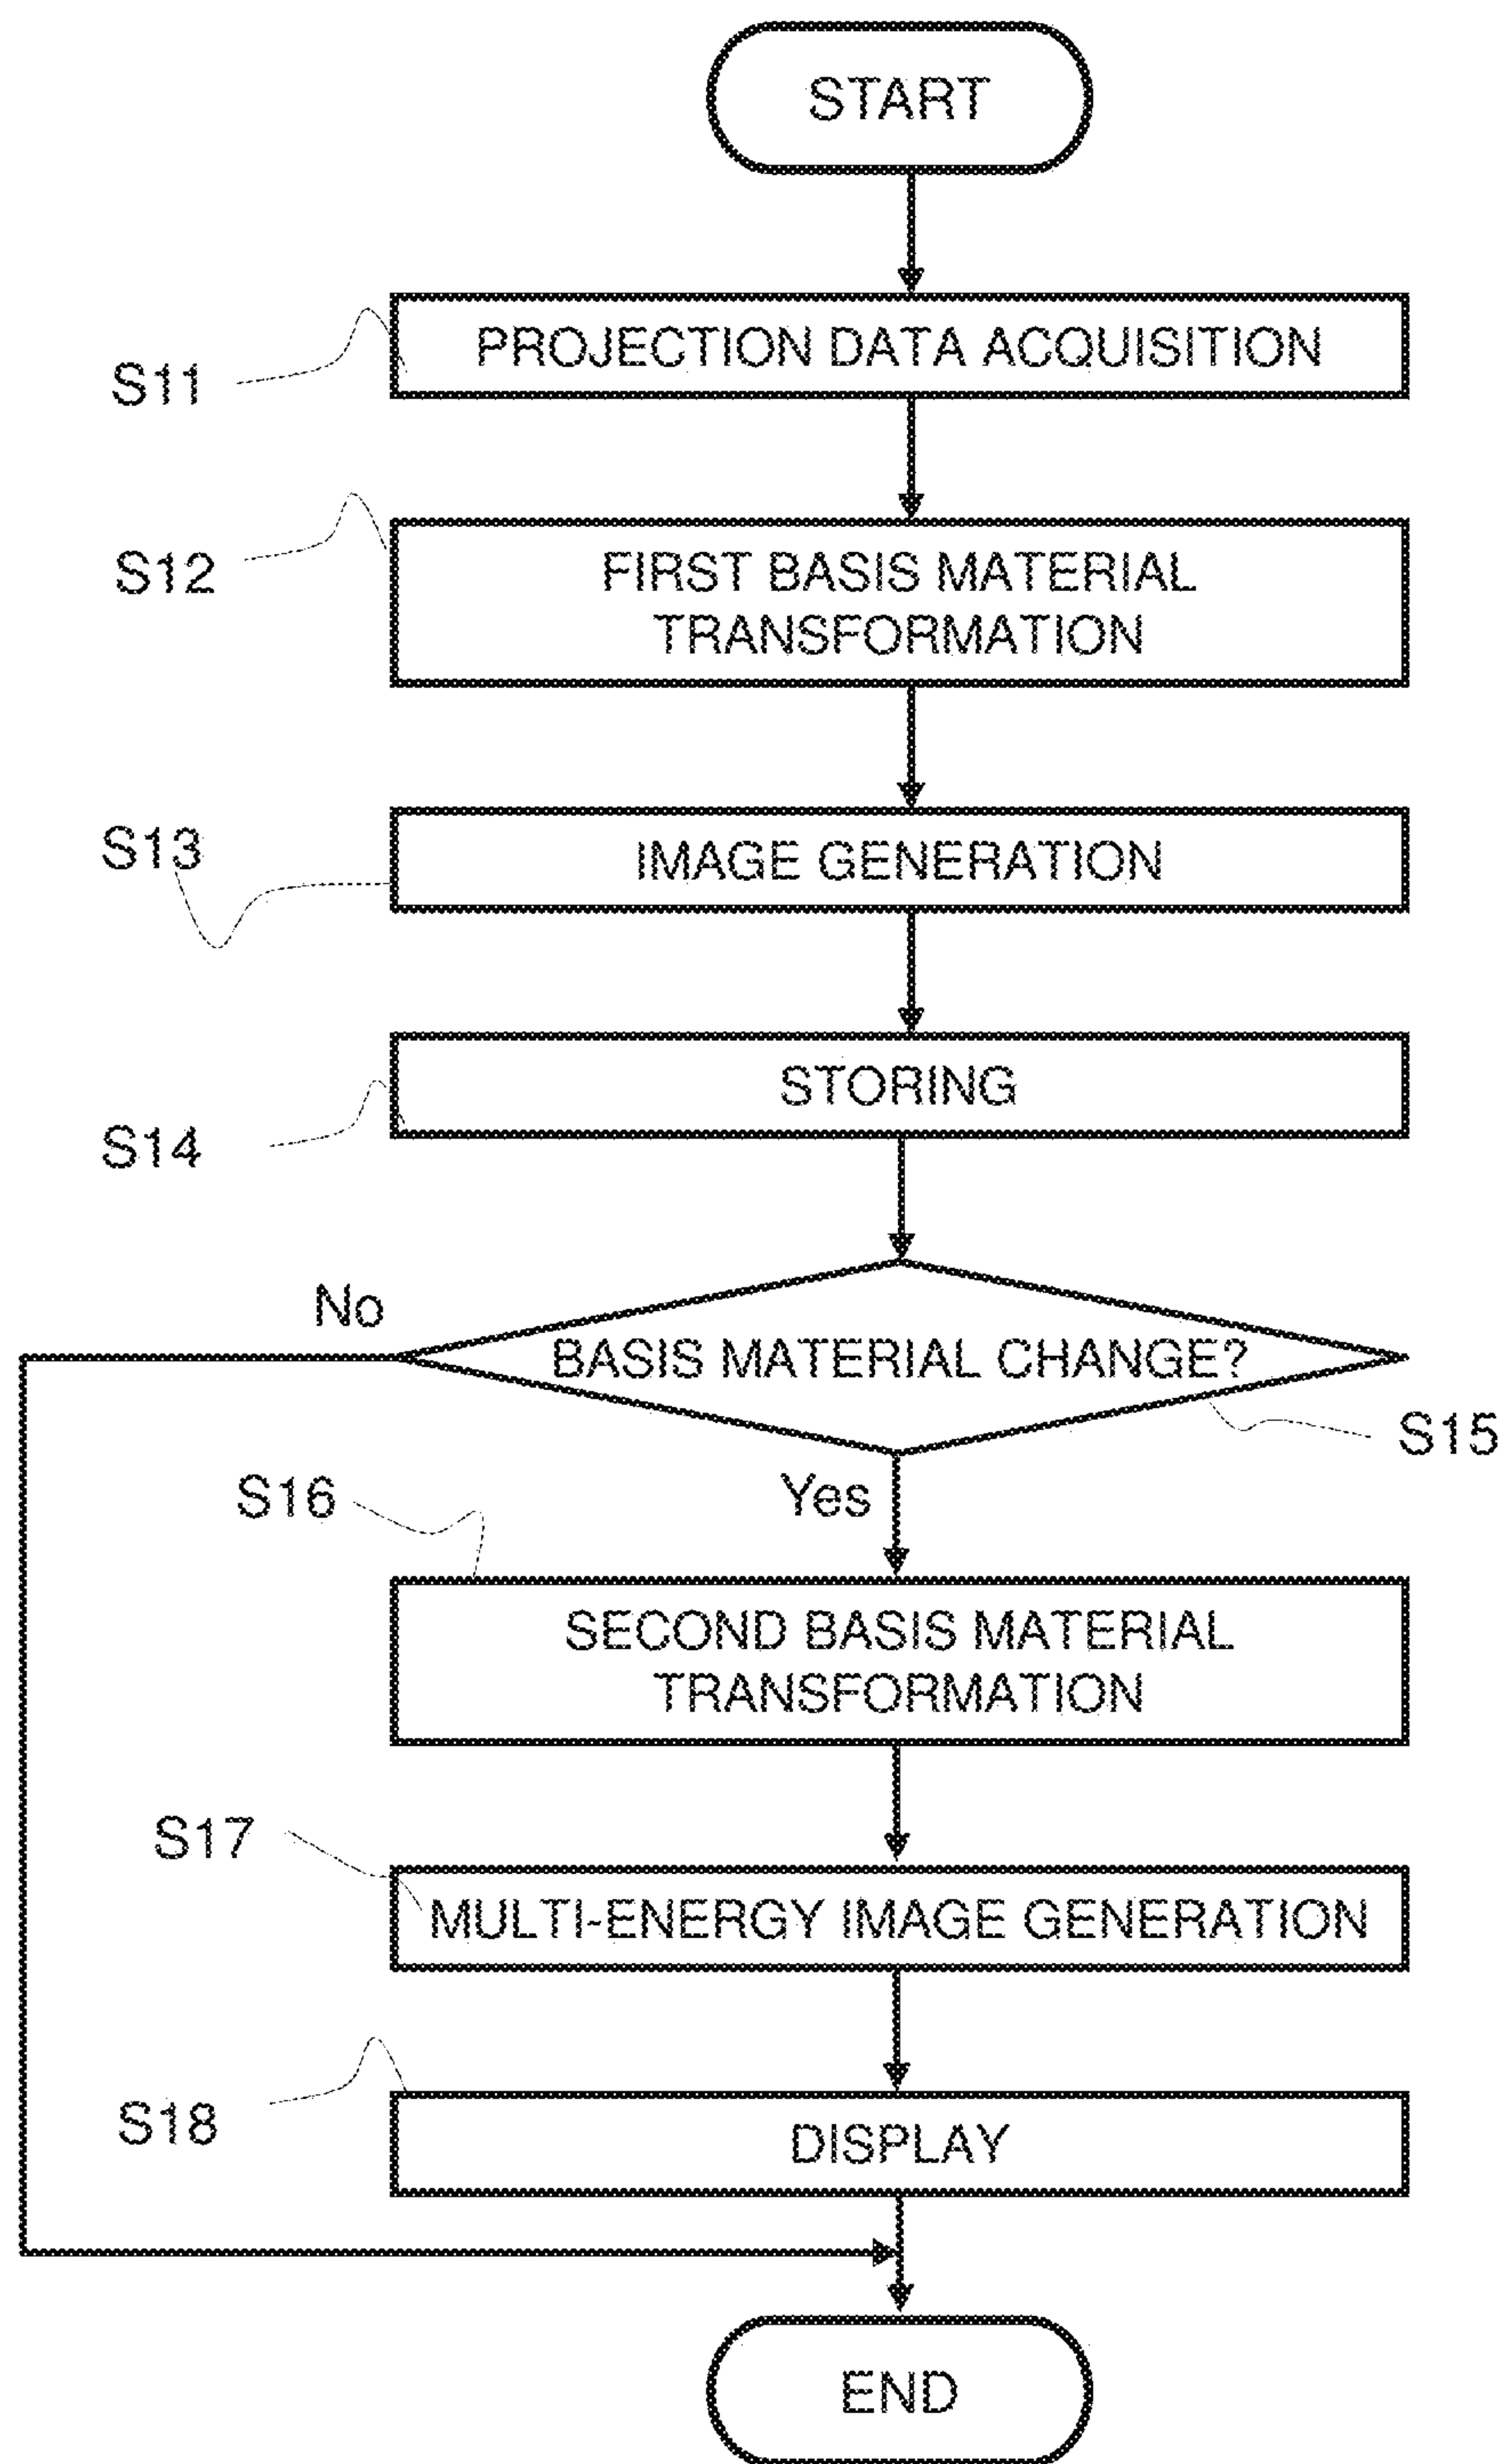 START
PROJECTION DATA ACQUISITION
S11
FIRST BASIS MATERIAL
TRANSFORMATION
S12
S13
IMAGE GENERATION
STORING
S14
No
BASIS MATERIAL CHANGE?
S15
S16
Yes
SECOND BASIS MATERIAL
TRANSFORMATION
S17
MULTI-ENERGY IMAGE GENERATION
S18
DISPLAY
END